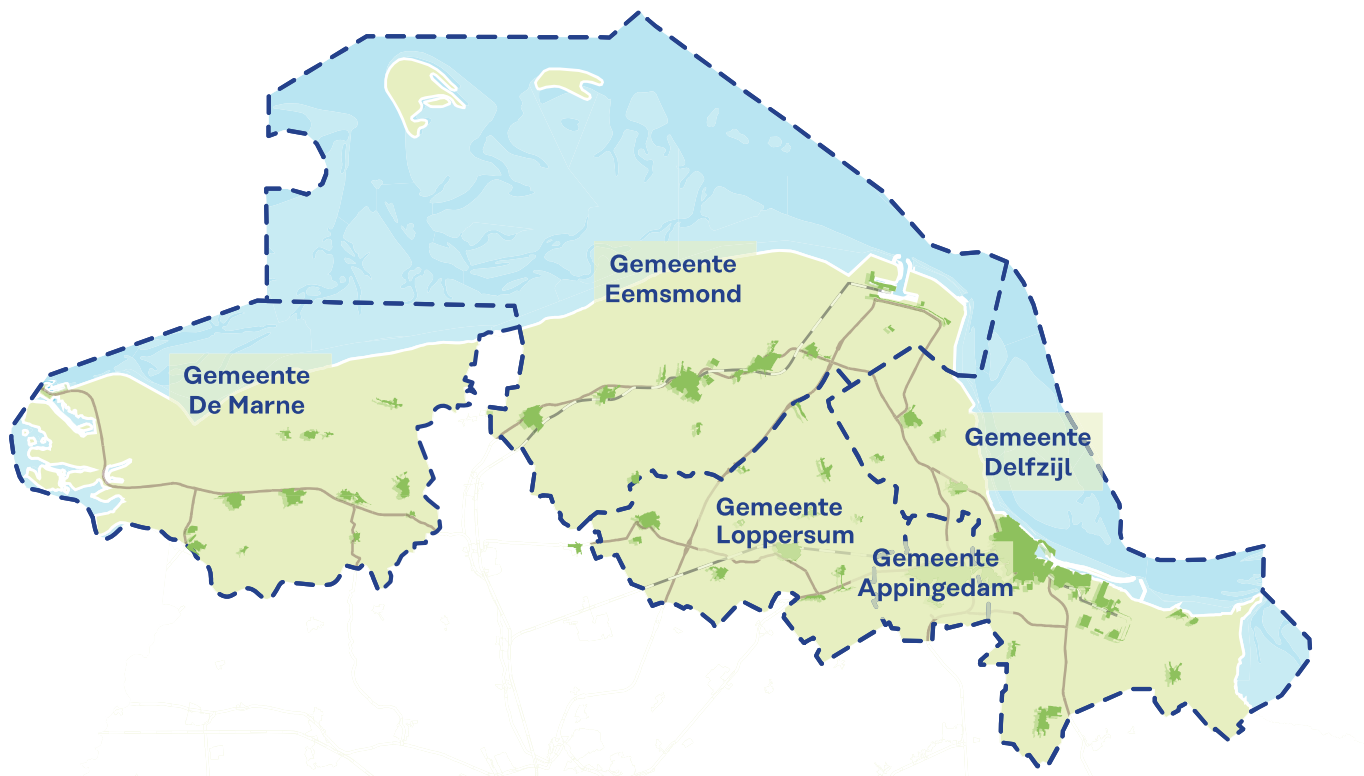 Gemeente
Eemsmond
Gemeente
De Marne
Gemeente
Delfzijl
Gemeente
Loppersum
Gemeente
Appingedam